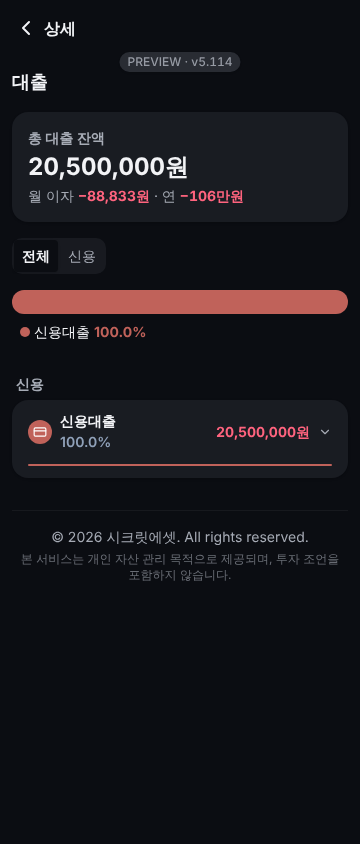 상세
PREVIEW · v5.114
대출
총 대출 잔액
20,500,000원
월 이자 −88,833원 · 연 −106만원
전체 신용
신용대출 100.0%
신용
신용대출 20,500,000원
100.0%
© 2026 시크릿에셋. All rights reserved.
본 서비스는 개인 자산 관리 목적으로 제공되며, 투자 조언을
포함하지 않습니다.